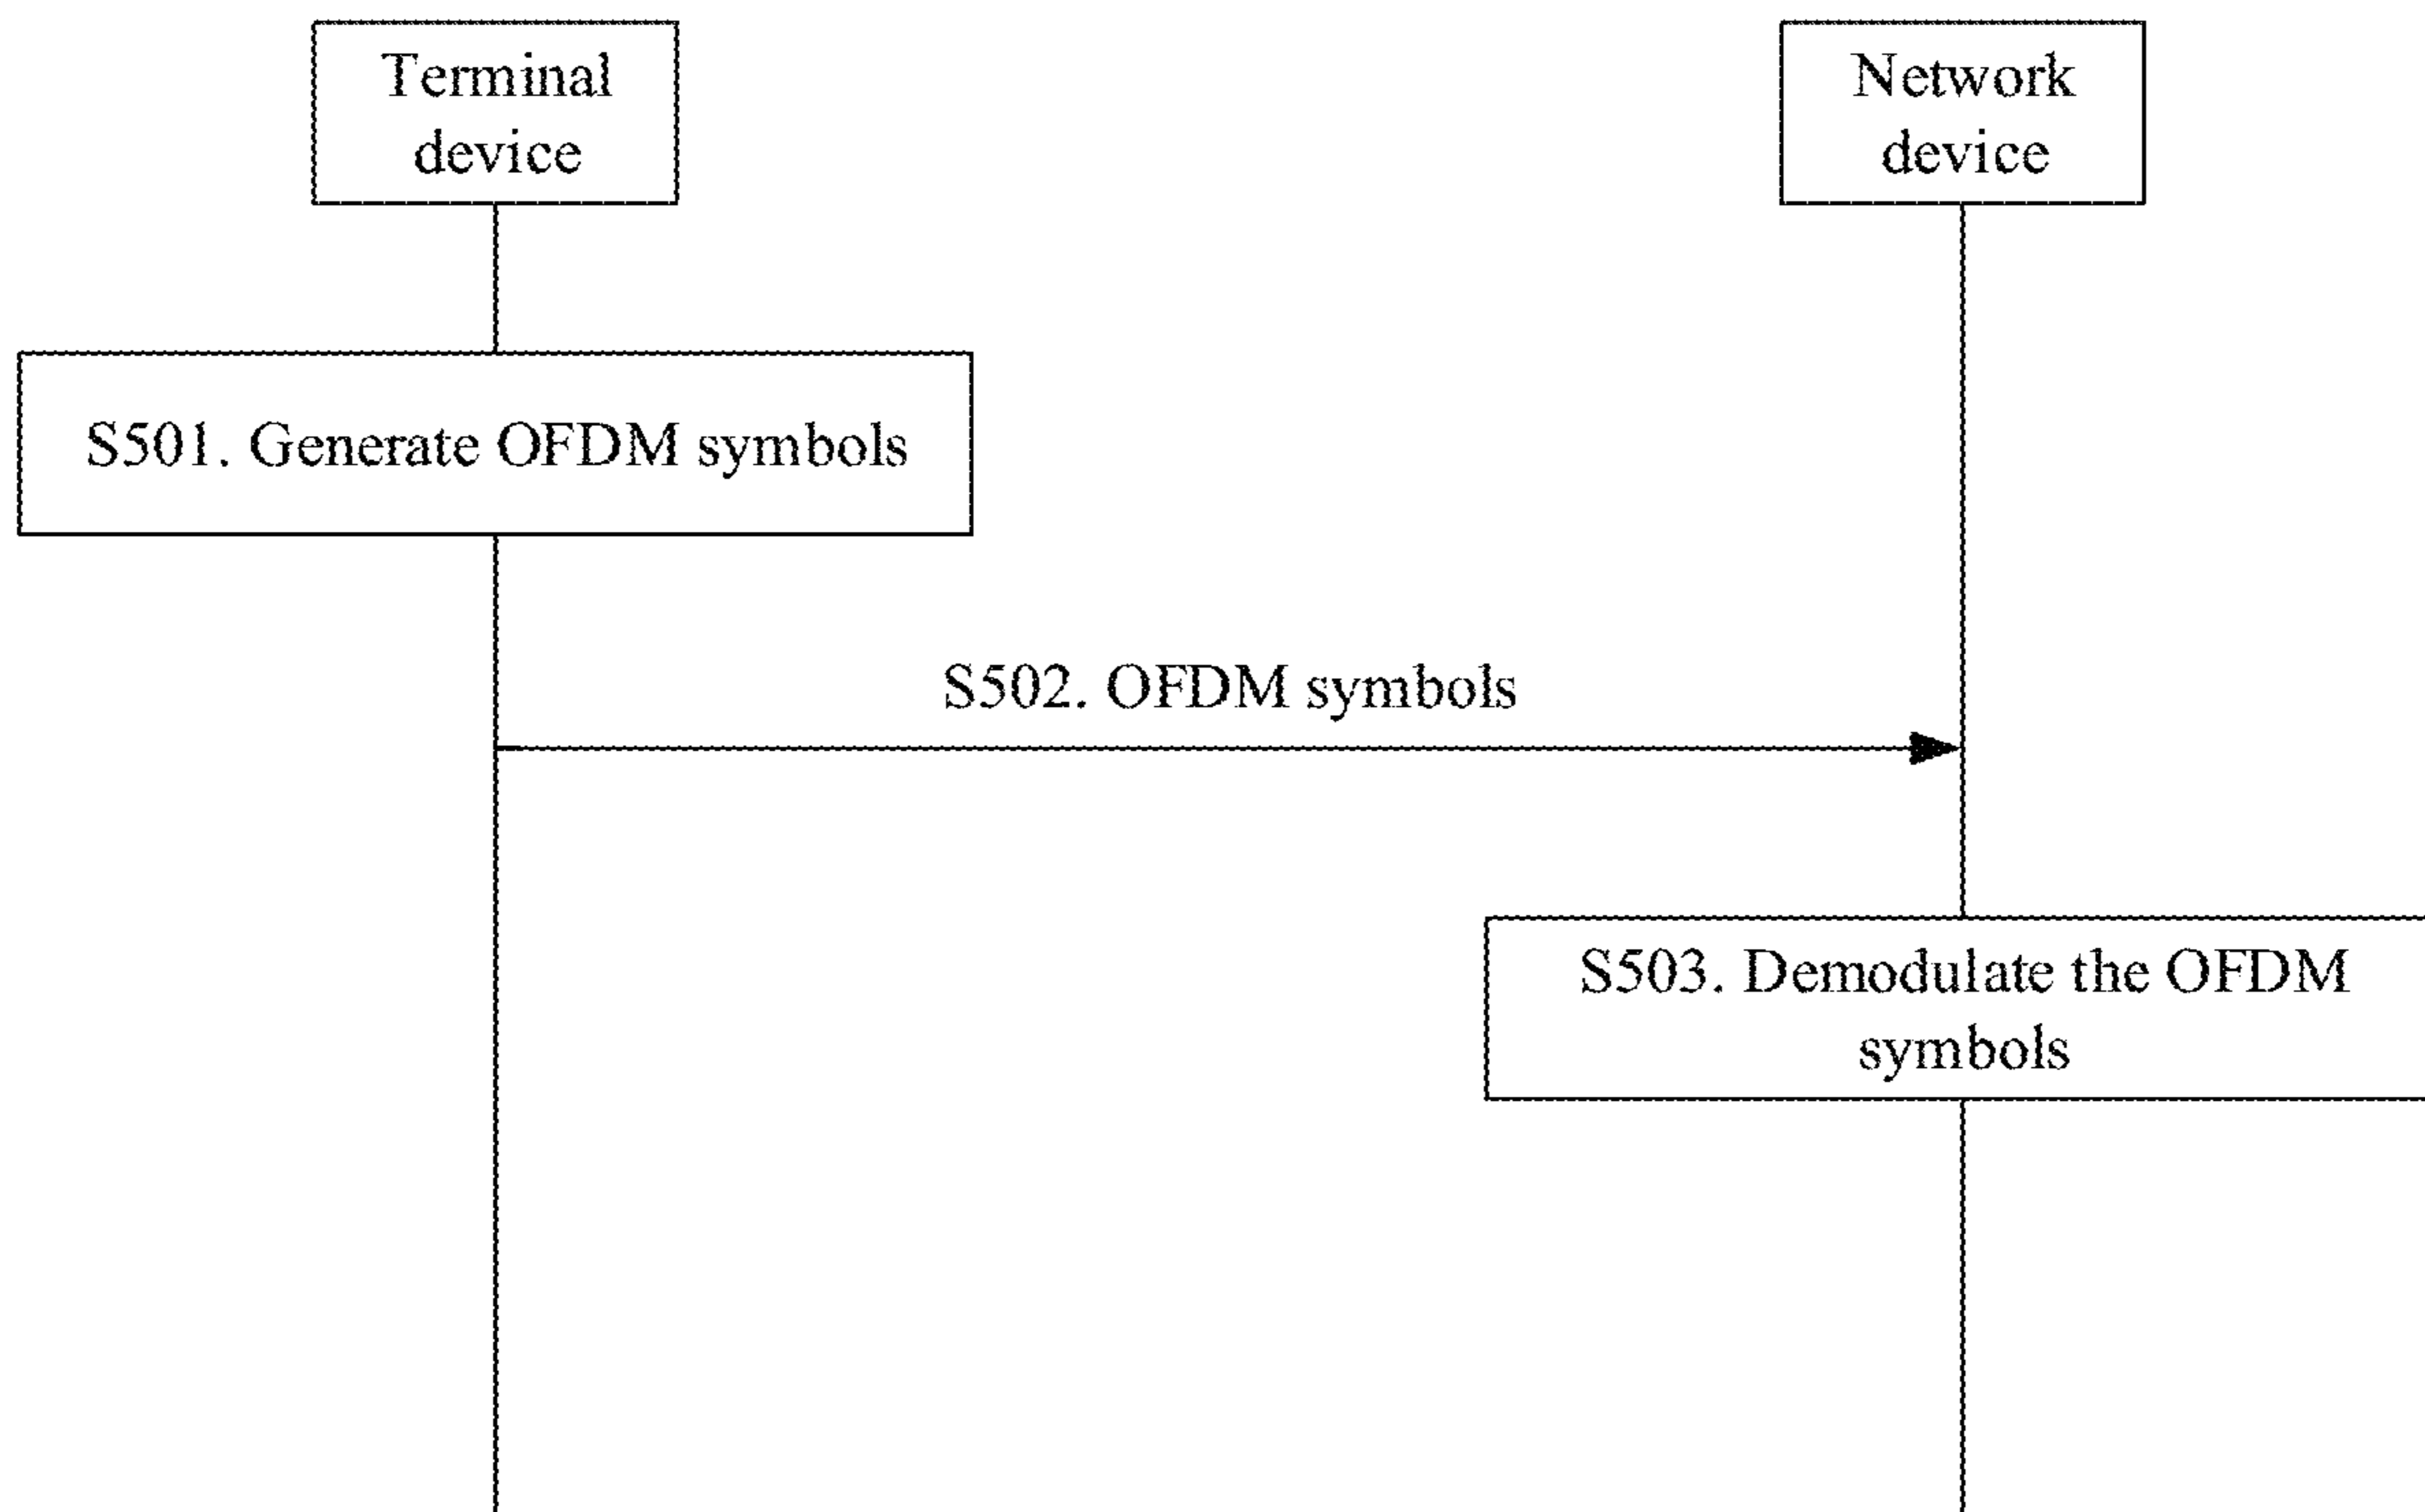 Terminal
device
Network
device
S501. Generate OFDM symbols
S502. OFDM symbols
S503. Demodulate the OFDM
symbols